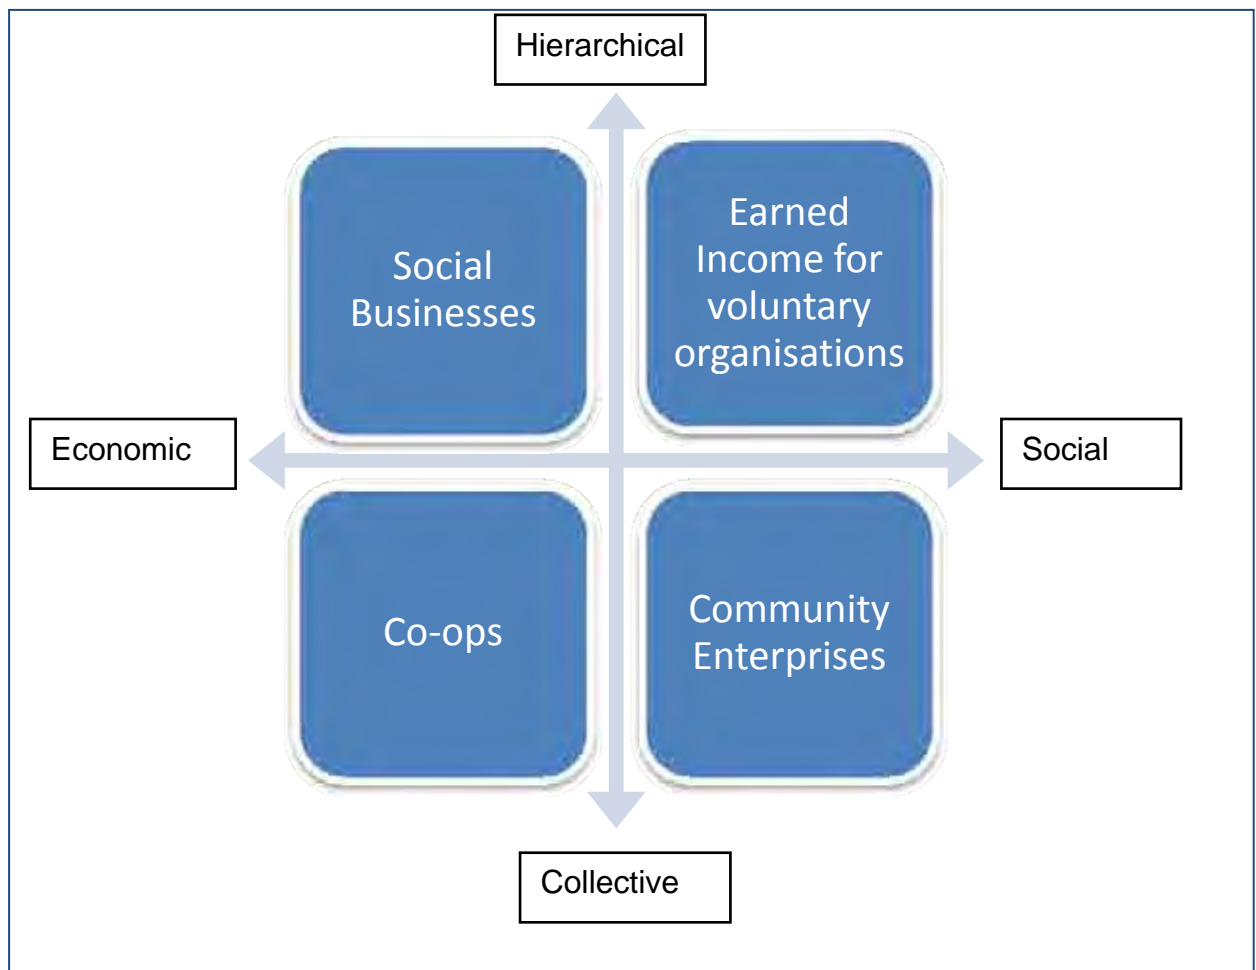 Hierarchical
Social
Businesses
Earned
Income for
voluntary
organisations
Economic
Social
Co-ops
Community
Enterprises
Collective